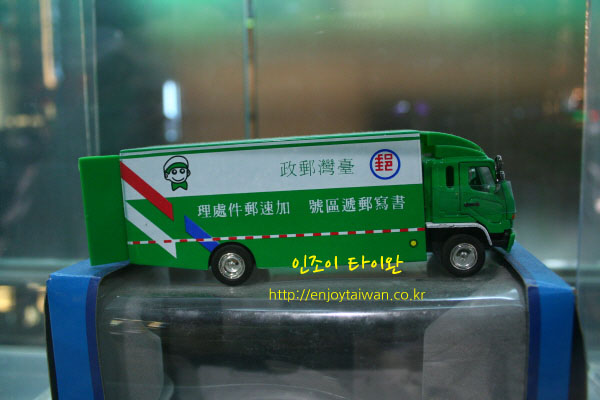 郵 臺灣郵政
書寫郵遞區號 加速郵件處理
인조이 타이완
http://enjoytaiwan.co.kr